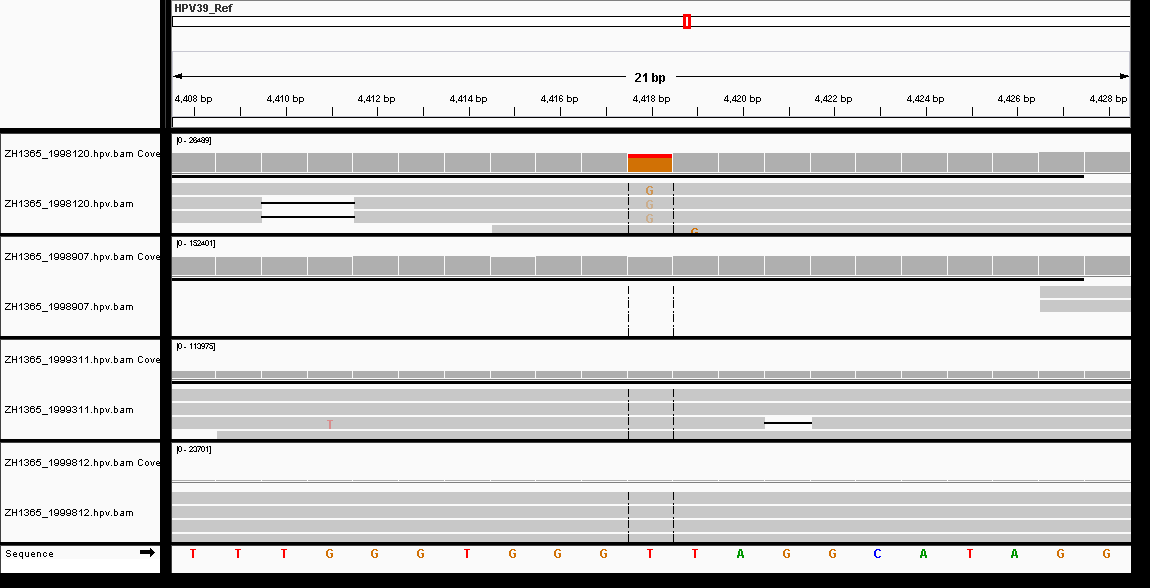 HPV39_Ref
21 bp
4,408 bp 4,410 bp 4,412 bp 4,414 bp 4,416 bp 4,418 bp 4,420 bp 4,422 bp 4,424 bp 4,426 bp 4,428 bp
[0 - 26489]
ZH1365_1998120.hpv.bam Cove
G
ZH1365_1998120.hpv.bam
G
G
G
[0 - 152401]
ZH1365_1998907.hpv.bam Cove
ZH1365_1998907.hpv.bam
[0 - 113975]
ZH1365_1999311.hpv.bam Cove
ZH1365_1999311.hpv.bam
T
[0 - 23701]
ZH1365_1999812.hpv.bam Cove
ZH1365_1999812.hpv.bam
Sequence T T T G G G T G G G T T A G G C A T A G G